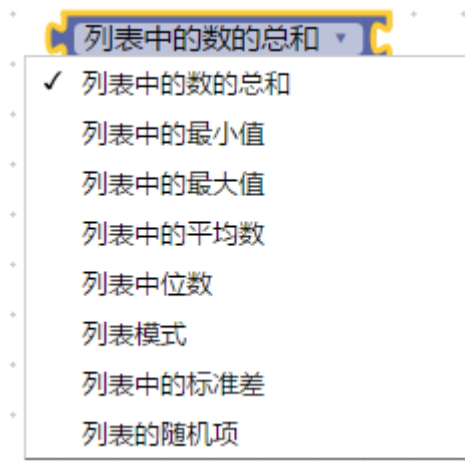 列表中的数的总和
列表中的数的总和
列表中的最小值
列表中的最大值
列表中的平均数
列表中位数
列表模式
列表中的标准差
列表的随机项